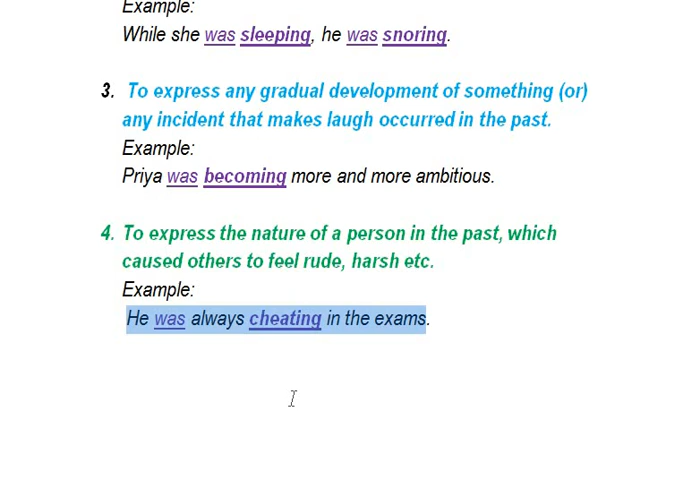 Example:
While she was sleeping, he was snoring.
3. To express any gradual development of something (or)
any incident that makes laugh occurred in the past.
Example:
Priya was becoming more and more ambitious.
4. To express the nature of a person in the past, which
caused others to feel rude, harsh etc.
Example:
He was always cheating in the exams.